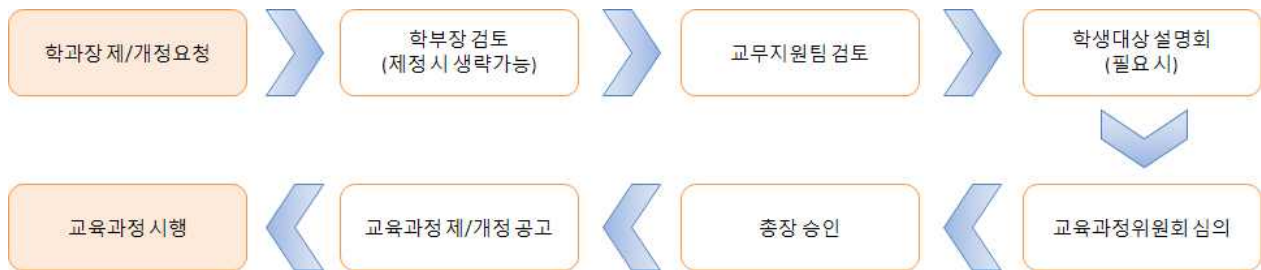 학과장 제/개정요청
학부장 검토
(제정 시 생략가능)
교무지원팀 검토
학생대상 설명회
(필요 시)
교육과정위원회 심의
총장 승인
교육과정 제/개정 공고
교육과정 시행